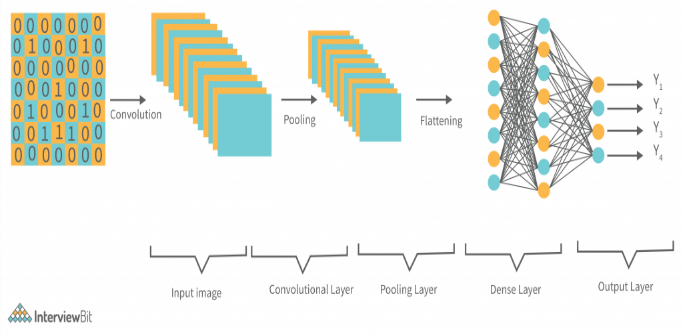 0 0 0 0 0 0 0
0 1 0 0 0 1 0
0 0 0 0 0 0 0
0 0 0 1 0 0 0
0 1 0 0 0 1 0
0 0 1 1 1 0 0
0 0 0 0 0 0 0
Convolution
Pooling
Flattening
Y1
Y2
Y3
Y4
Input image
Convolutional Layer
Pooling Layer
Dense Layer
Output Layer
InterviewBit